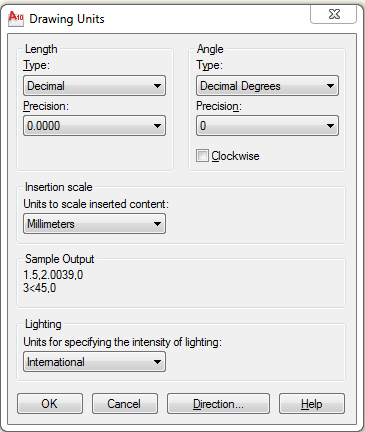 A10 Drawing Units
Length
Type:
Decimal
Precision:
0.0000
Angle
Type:
Decimal Degrees
Precision:
0
Clockwise
Insertion scale
Units to scale inserted content:
Millimeters
Sample Output
1.5,2.0039,0
3<45,0
Lighting
Units for specifying the intensity of lighting:
International
OK Cancel Direction... Help